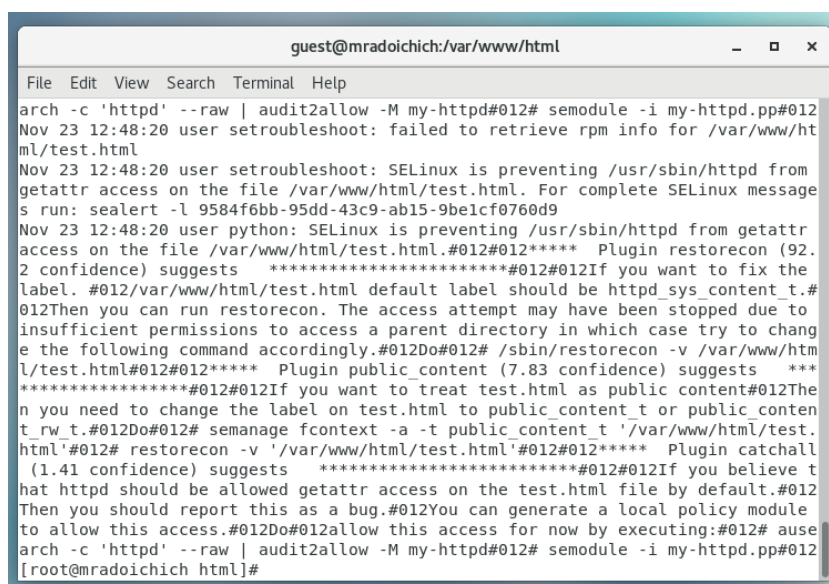 guest@mradoichich:/var/www/html
File Edit View Search Terminal Help
arch -c 'httpd' --raw | audit2allow -M my-httpd#012# semodule -i my-httpd.pp#012
Nov 23 12:48:20 user setroubleshoot: failed to retrieve rpm info for /var/www/ht
ml/test.html
Nov 23 12:48:20 user setroubleshoot: SELinux is preventing /usr/sbin/httpd from
getattr access on the file /var/www/html/test.html. For complete SELinux message
s run: sealert -l 9584f6bb-95dd-43c9-ab15-9be1cf0760d9
Nov 23 12:48:20 user python: SELinux is preventing /usr/sbin/httpd from getattr
access on the file /var/www/html/test.html.#012#012*****  Plugin restorecon (92.
2 confidence) suggests   ************************#012#012If you want to fix the
label. #012/var/www/html/test.html default label should be httpd_sys_content_t.#
012Then you can run restorecon. The access attempt may have been stopped due to
insufficient permissions to access a parent directory in which case try to chang
e the following command accordingly.#012Do#012# /sbin/restorecon -v /var/www/htm
l/test.html#012#012*****  Plugin public_content (7.83 confidence) suggests   ***
*****************#012#012If you want to treat test.html as public content#012The
n you need to change the label on test.html to public_content_t or public_conten
t_rw_t.#012Do#012# semanage fcontext -a -t public_content_t '/var/www/html/test.
html'#012# restorecon -v '/var/www/html/test.html'#012#012*****  Plugin catchall
 (1.41 confidence) suggests   **************************#012#012If you believe t
hat httpd should be allowed getattr access on the test.html file by default.#012
Then you should report this as a bug.#012You can generate a local policy module
to allow this access.#012Do#012allow this access for now by executing:#012# ause
arch -c 'httpd' --raw | audit2allow -M my-httpd#012# semodule -i my-httpd.pp#012
[root@mradoichich html]#